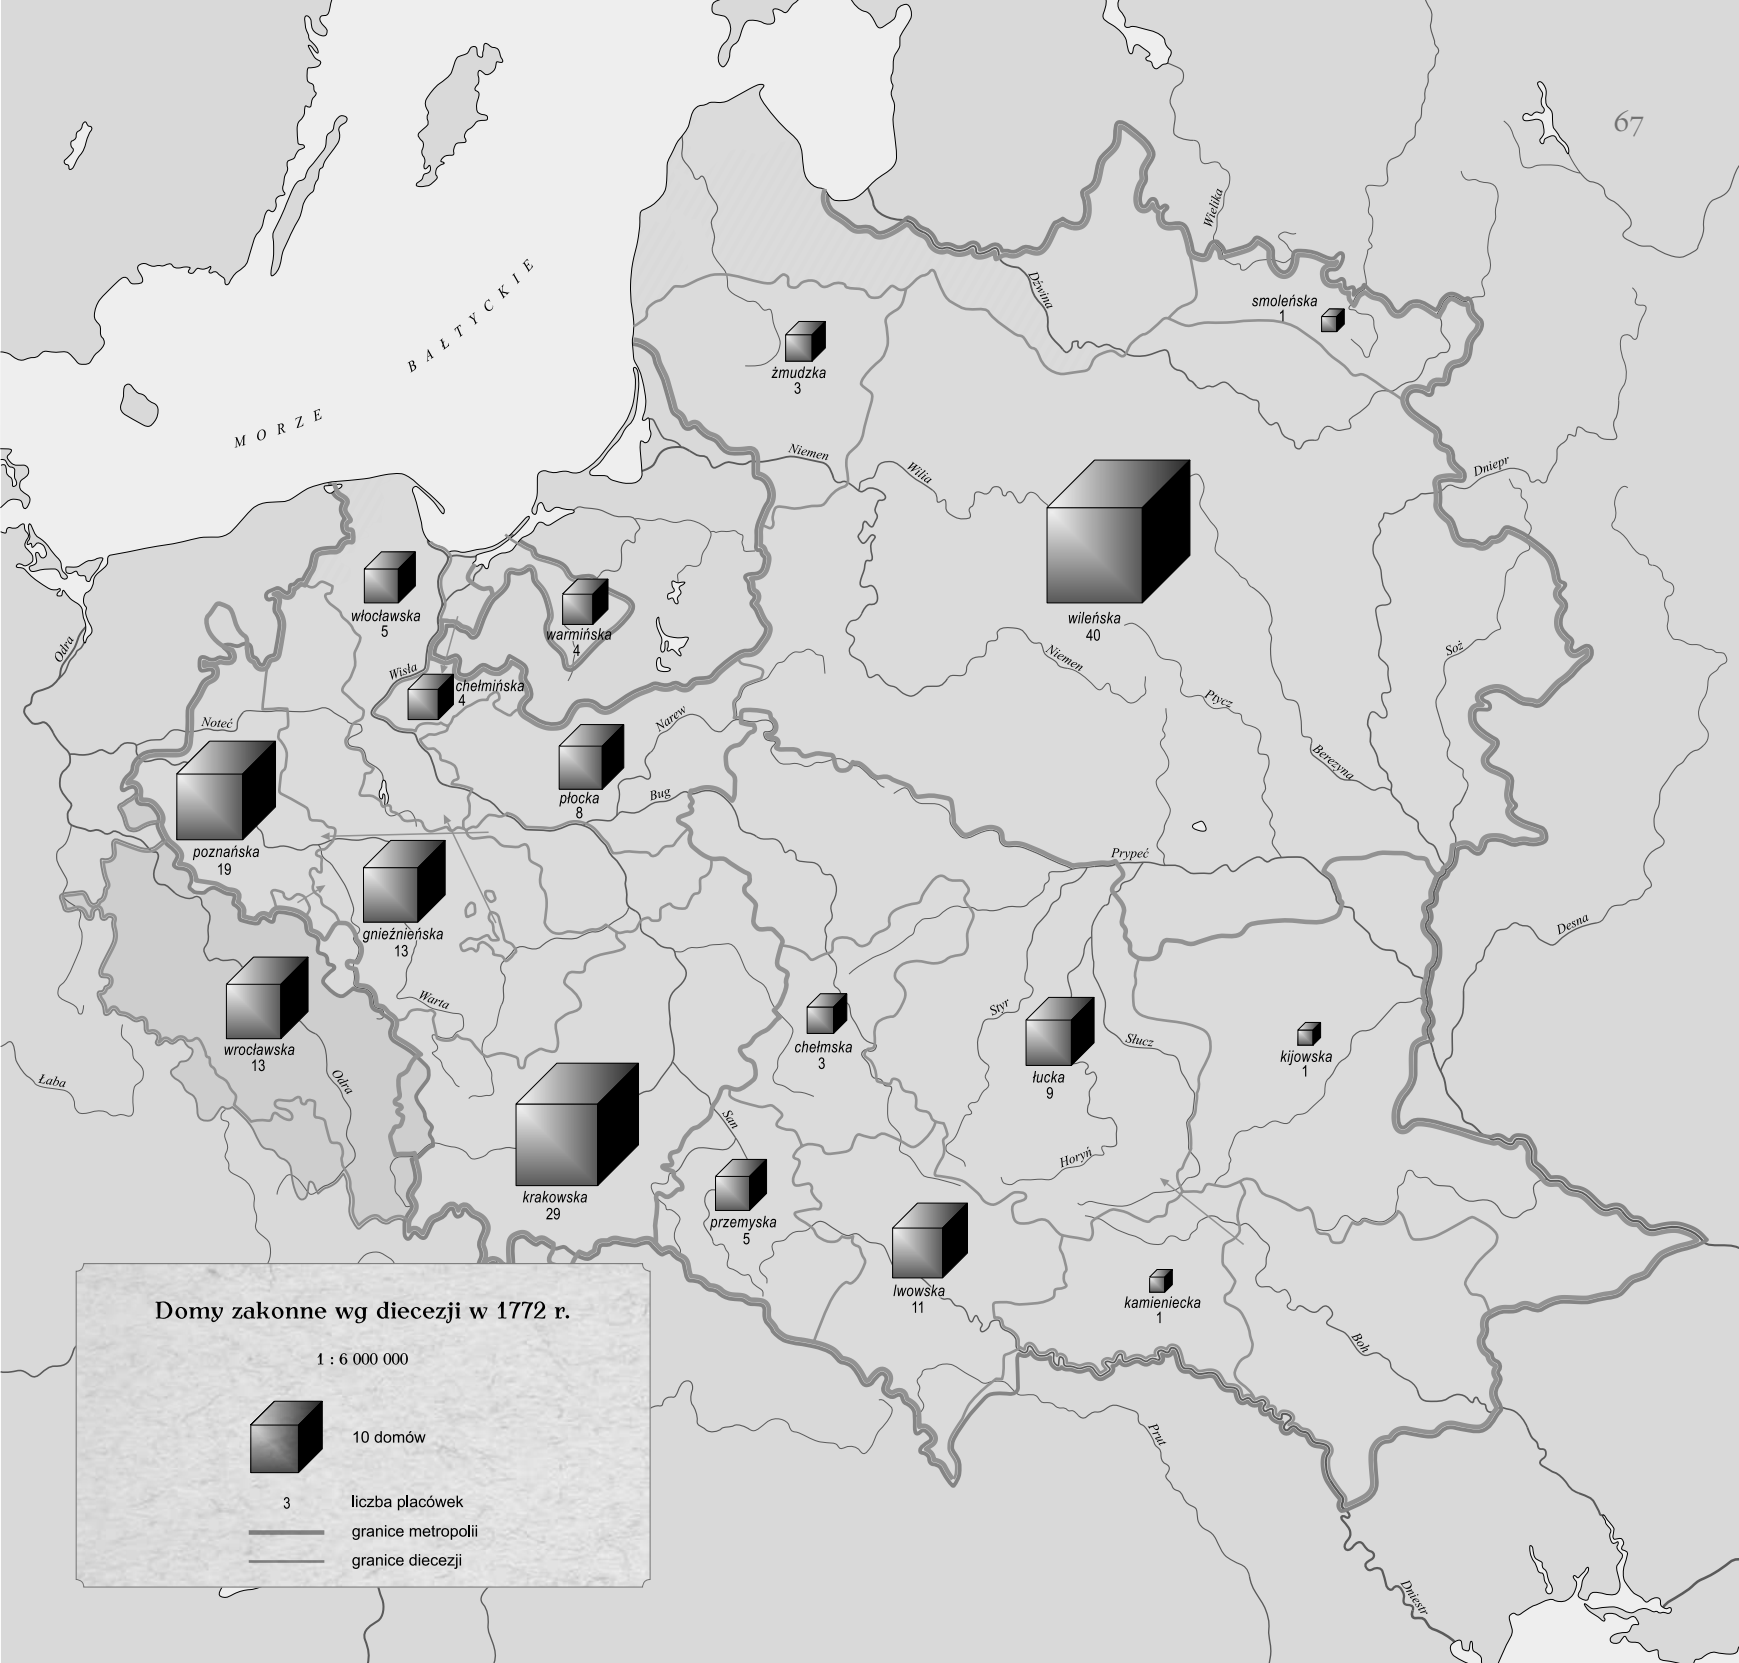 67
Wielika
MORZE BAŁTYCKIE
Dźwina
smoleńska
1
żmudzka
3
Niemen
Wilia
Dniepr
włocławska
5
warmińska
4
wileńska
40
Odra
Wisła
chełmińska
4
Niemen
Soż
Ptycz
Noteć
Narew
Berezyna
płocka
8
Bug
poznańska
19
Prypeć
gnieźnieńska
13
Desna
Warta
Styr
wrocławska
13
chełmska
3
Słucz
kijowska
1
Łaba
Odra
łucka
9
San
Horyń
krakowska
29
przemyska
5
lwowska
11
kamieniecka
1
Boh
Prut
Dniestr
Domy zakonne wg diecezji w 1772 r.
1 : 6 000 000
10 domów
3 liczba placówek
granice metropolii
granice diecezji